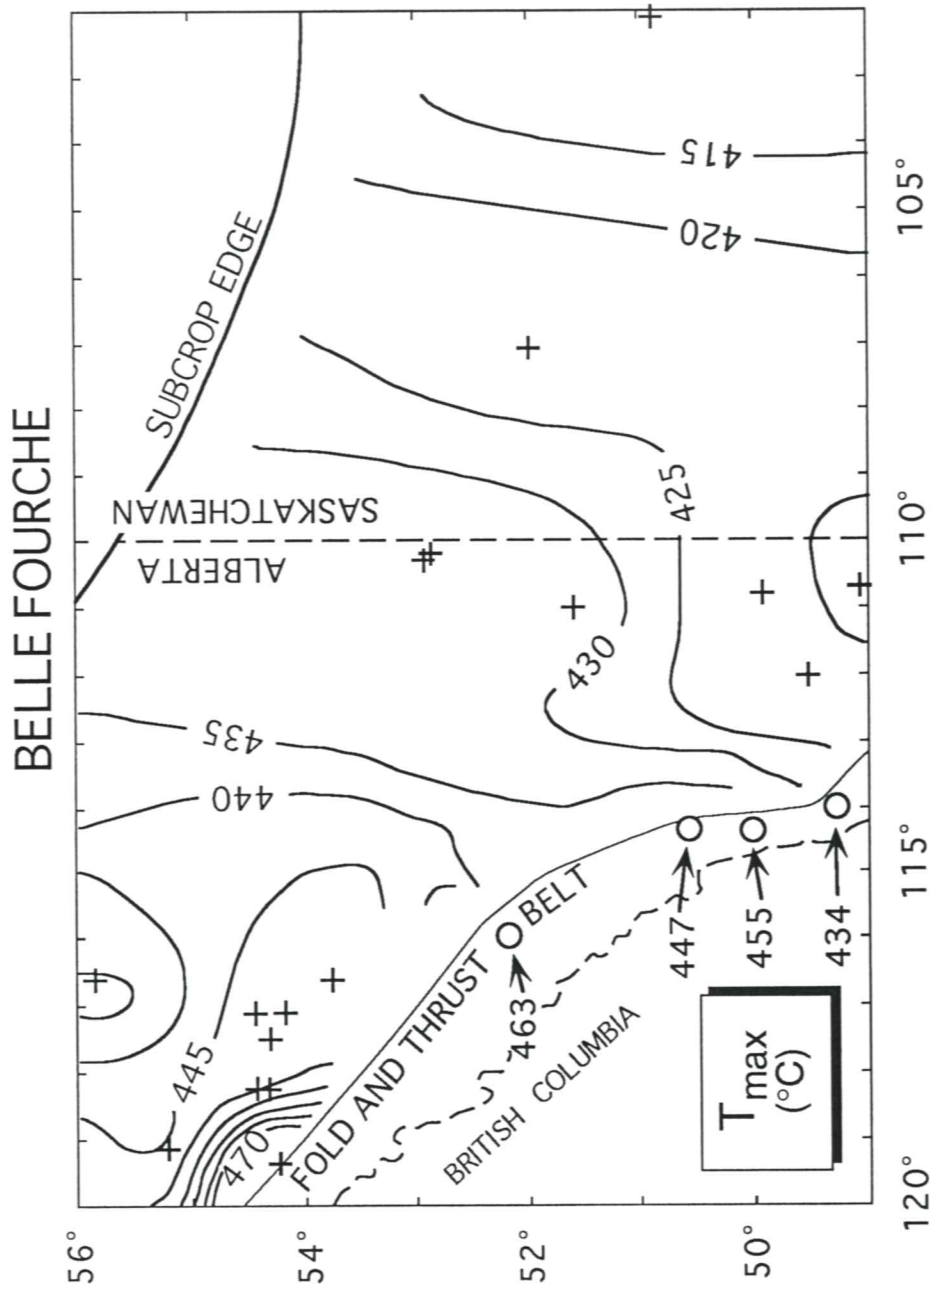 BELLE FOURCHE
SUBCROP EDGE
SASKATCHEWAN
ALBERTA
415
420
425
430
435
440
445
470
FOLD AND THRUST BELT
BRITISH COLUMBIA
463
447
455
434
Tmax
(°C)
56°
54°
52°
50°
120°
115°
110°
105°